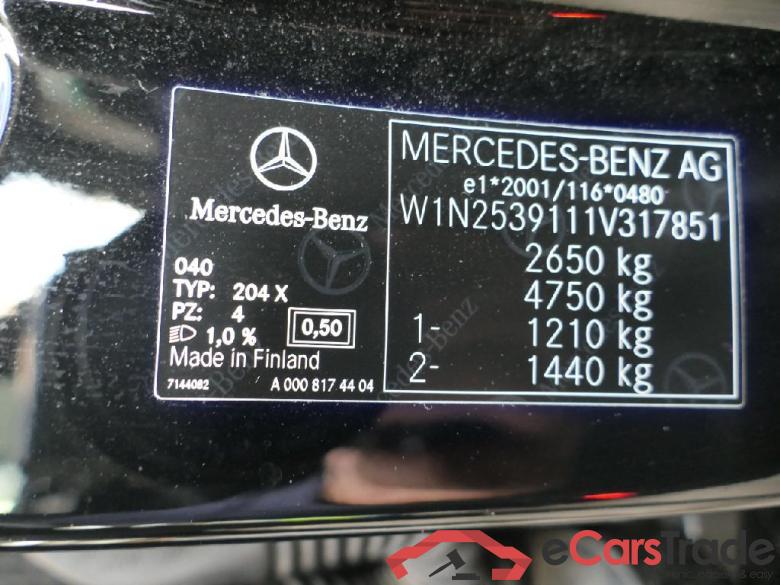 Mercedes-Benz
040
TYP: 204 X
PZ: 4
1,0 % 0,50
Made in Finland
7144082 A 000 817 44 04
MERCEDES-BENZ AG
e1*2001/116*0480
W1N2539111V317851
2650 kg
4750 kg
1- 1210 kg
2- 1440 kg
eCarsTrade